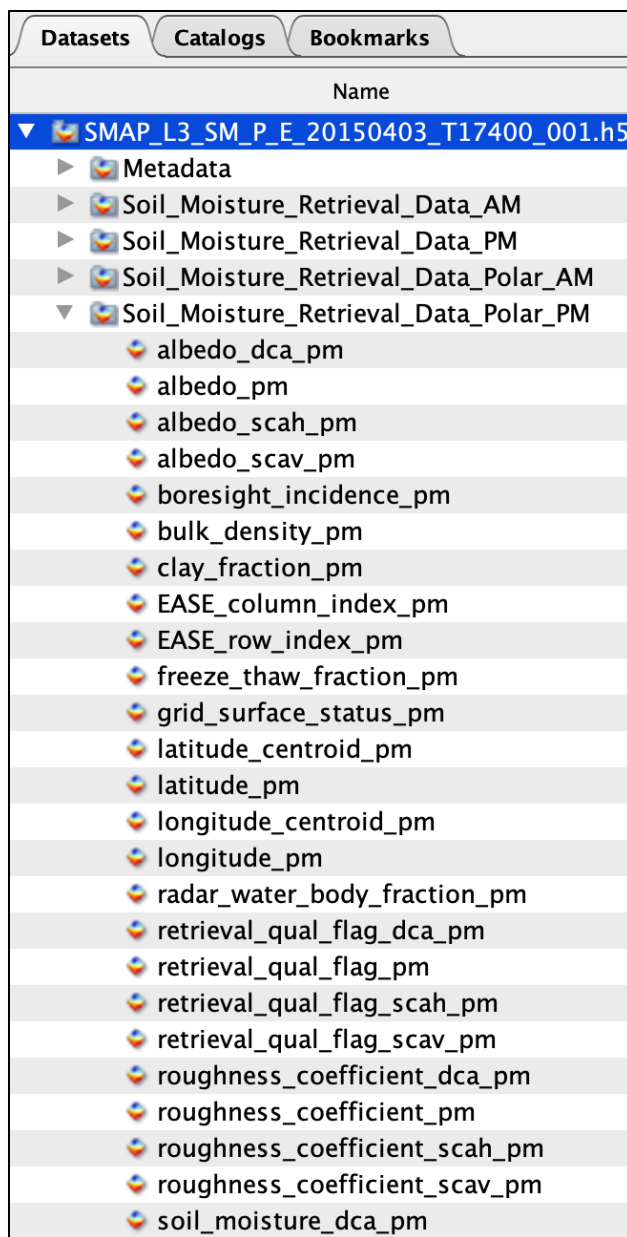 Datasets Catalogs Bookmarks
Name
SMAP_L3_SM_P_E_20150403_T17400_001.h5
Metadata
Soil_Moisture_Retrieval_Data_AM
Soil_Moisture_Retrieval_Data_PM
Soil_Moisture_Retrieval_Data_Polar_AM
Soil_Moisture_Retrieval_Data_Polar_PM
albedo_dca_pm
albedo_pm
albedo_scah_pm
albedo_scav_pm
boresight_incidence_pm
bulk_density_pm
clay_fraction_pm
EASE_column_index_pm
EASE_row_index_pm
freeze_thaw_fraction_pm
grid_surface_status_pm
latitude_centroid_pm
latitude_pm
longitude_centroid_pm
longitude_pm
radar_water_body_fraction_pm
retrieval_qual_flag_dca_pm
retrieval_qual_flag_pm
retrieval_qual_flag_scah_pm
retrieval_qual_flag_scav_pm
roughness_coefficient_dca_pm
roughness_coefficient_pm
roughness_coefficient_scah_pm
roughness_coefficient_scav_pm
soil_moisture_dca_pm